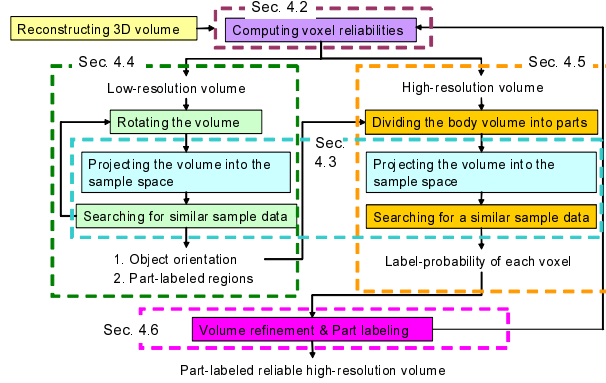 Sec. 4.2
Reconstructing 3D volume
Computing voxel reliabilities
Sec. 4.4
Sec. 4.5
Low-resolution volume
High-resolution volume
Rotating the volume
Dividing the body volume into parts
Sec.
4.3
Projecting the volume into the
sample space
Projecting the volume into the
sample space
Searching for similar sample data
Searching for a similar sample data
1. Object orientation
2. Part-labeled regions
Label-probability of each voxel
Sec. 4.6
Volume refinement & Part labeling
Part-labeled reliable high-resolution volume